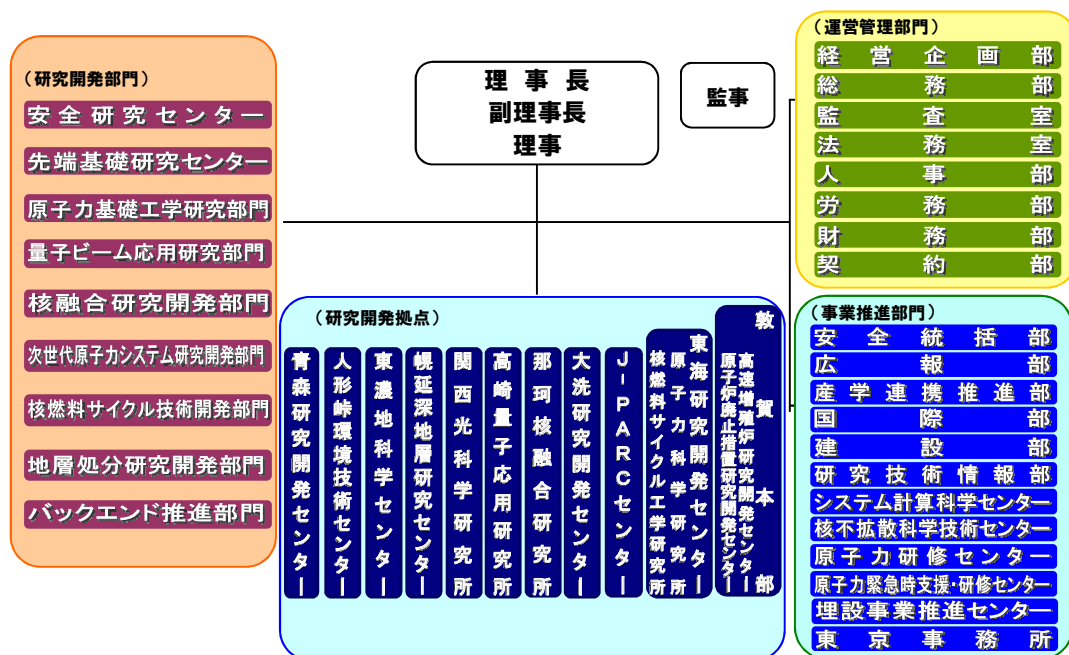 （研究開発部門）
安全研究センター
先端基礎研究センター
原子力基礎工学研究部門
量子ビーム応用研究部門
核融合研究開発部門
次世代原子力システム研究開発部門
核燃料サイクル技術開発部門
地層処分研究開発部門
バックエンド推進部門
理事長
副理事長
理事
監事
（運営管理部門）
経営企画部
総務部
監査室
法務室
人事部
労務部
財務部
契約部
（研究開発拠点）
敦賀本部
高速増殖炉研究開発センター
原子炉廃止措置研究開発センター
東海研究開発センター
原子力科学研究所
核燃料サイクル工学研究所
J-PARCセンター
大洗研究開発センター
那珂核融合研究所
高崎量子応用研究所
関西光科学研究所
幌延深地層研究センター
東濃地科学センター
人形峠環境技術センター
青森研究開発センター
（事業推進部門）
安全統括部
広報部
産学連携推進部
国際部
建設部
研究技術情報部
システム計算科学センター
核不拡散科学技術センター
原子力研修センター
原子力緊急時支援・研修センター
埋設事業推進センター
東京事務所